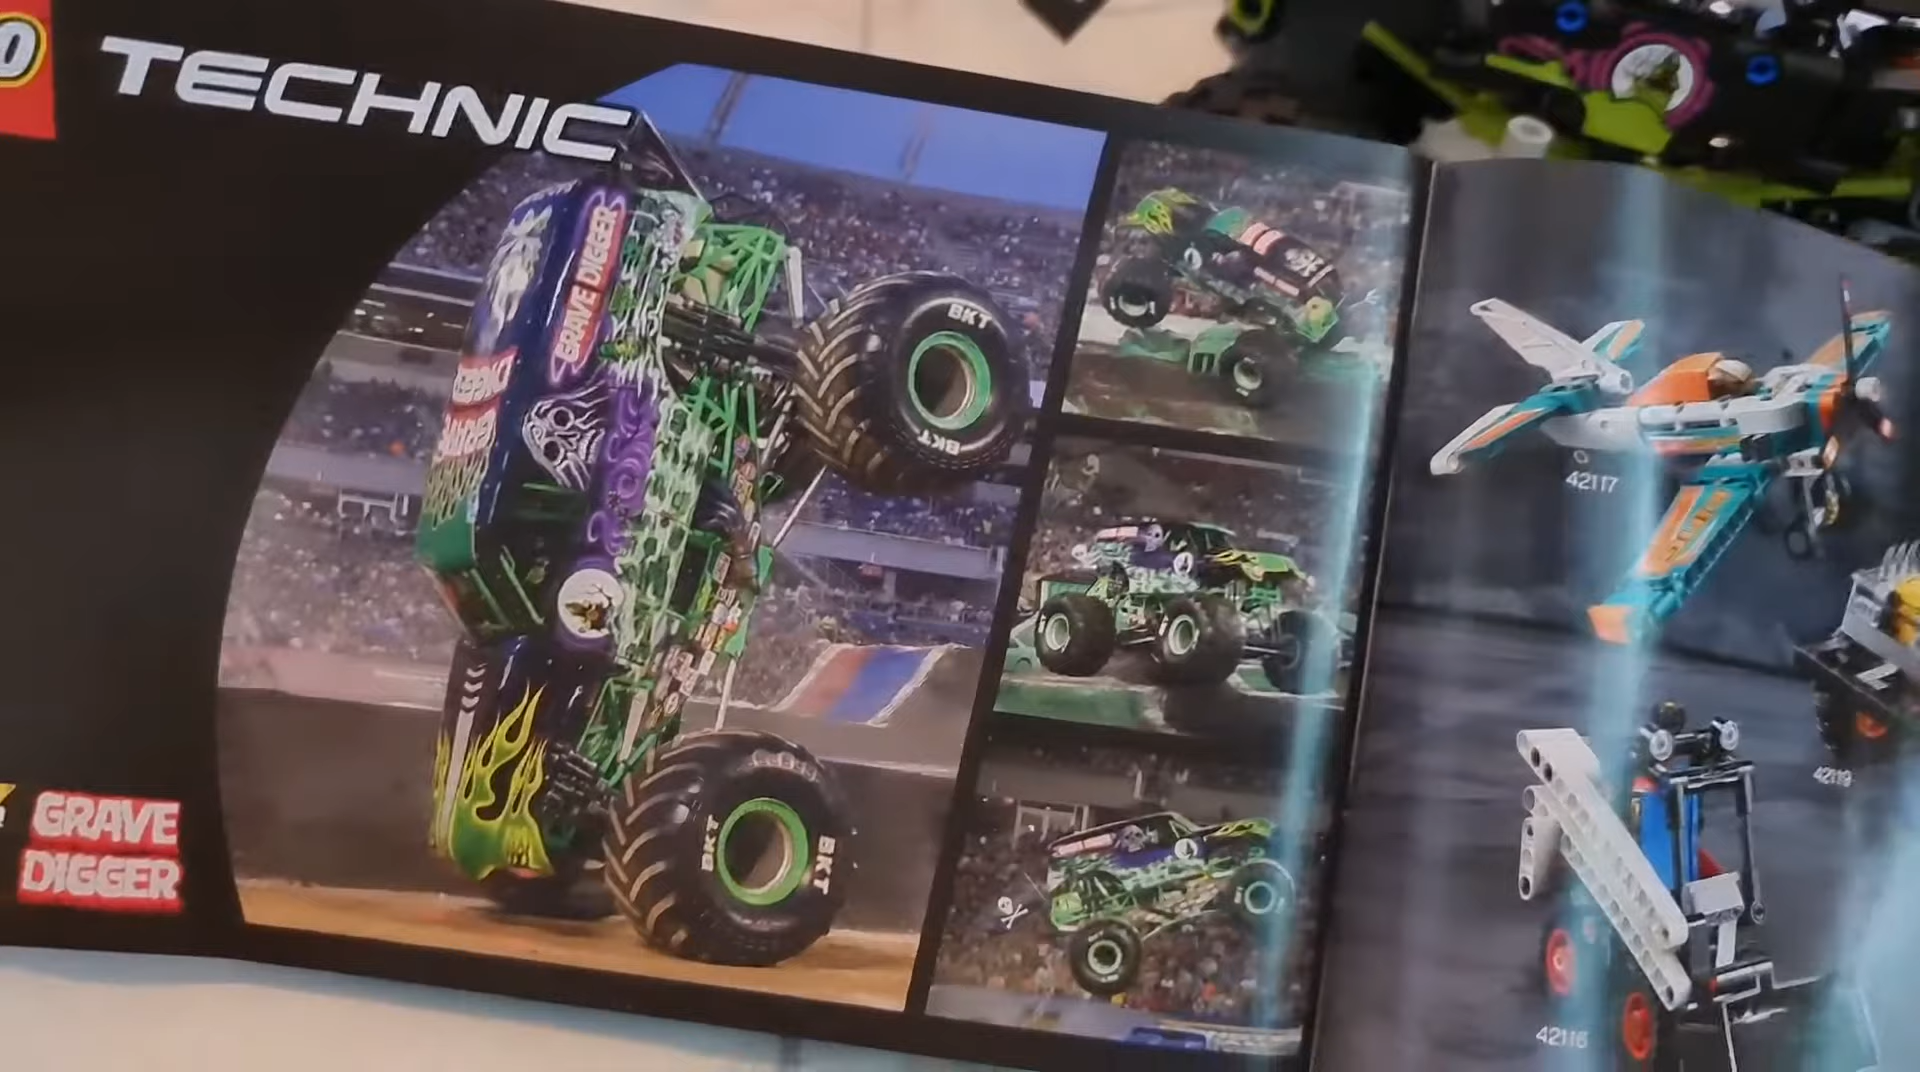 TECHNIC
GRAVE DIGGER
BKT
BKT
42117
BKT
BKT
42119
GRAVE
DIGGER
42116